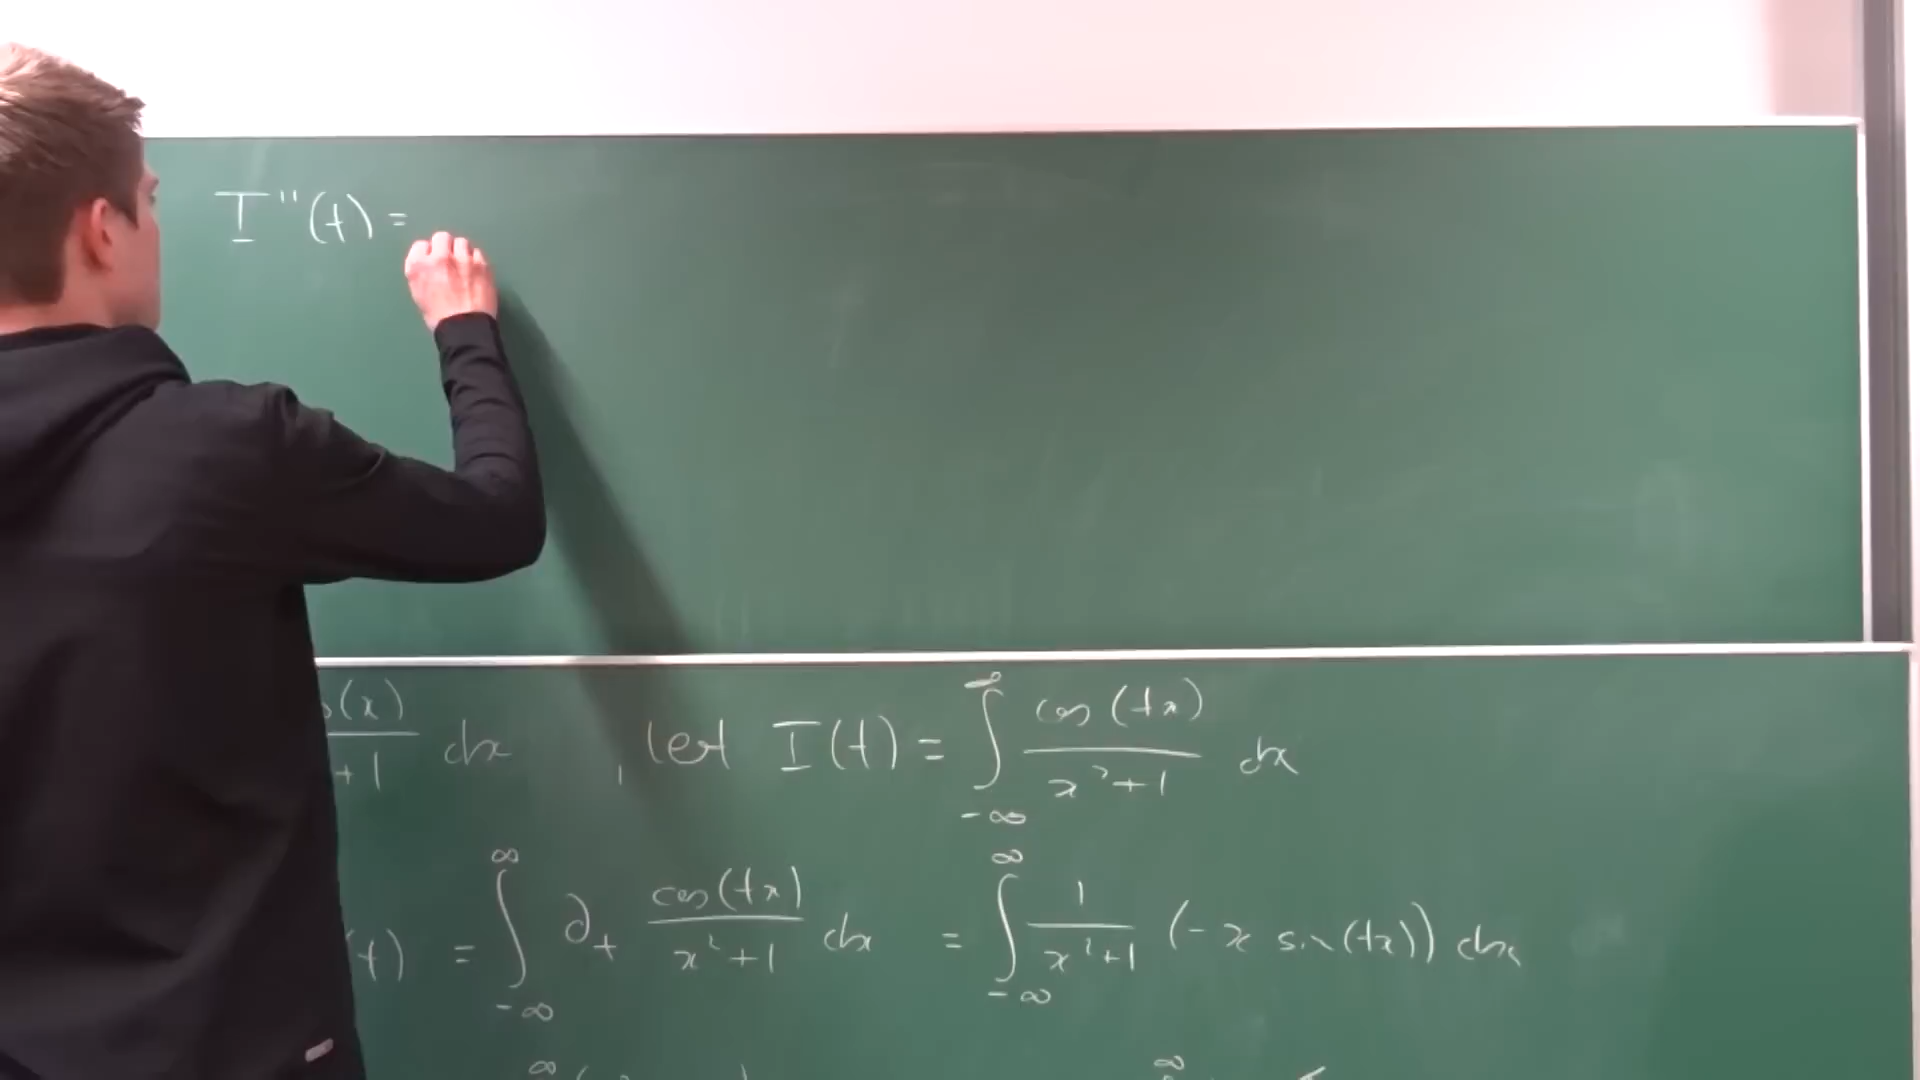 I''(t) =
s(x)/+1 dx , let I(t) = ∫_{-∞}^{∞} cos(tx)/x²+1 dx
t) = ∫_{-∞}^{∞} ∂_t cos(tx)/x²+1 dx = ∫_{-∞}^{∞} 1/x²+1 (-x sin(tx)) dx
∞ ∞